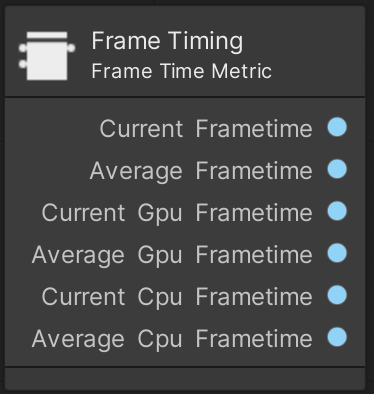 Frame Timing
Frame Time Metric
Current Frametime
Average Frametime
Current Gpu Frametime
Average Gpu Frametime
Current Cpu Frametime
Average Cpu Frametime